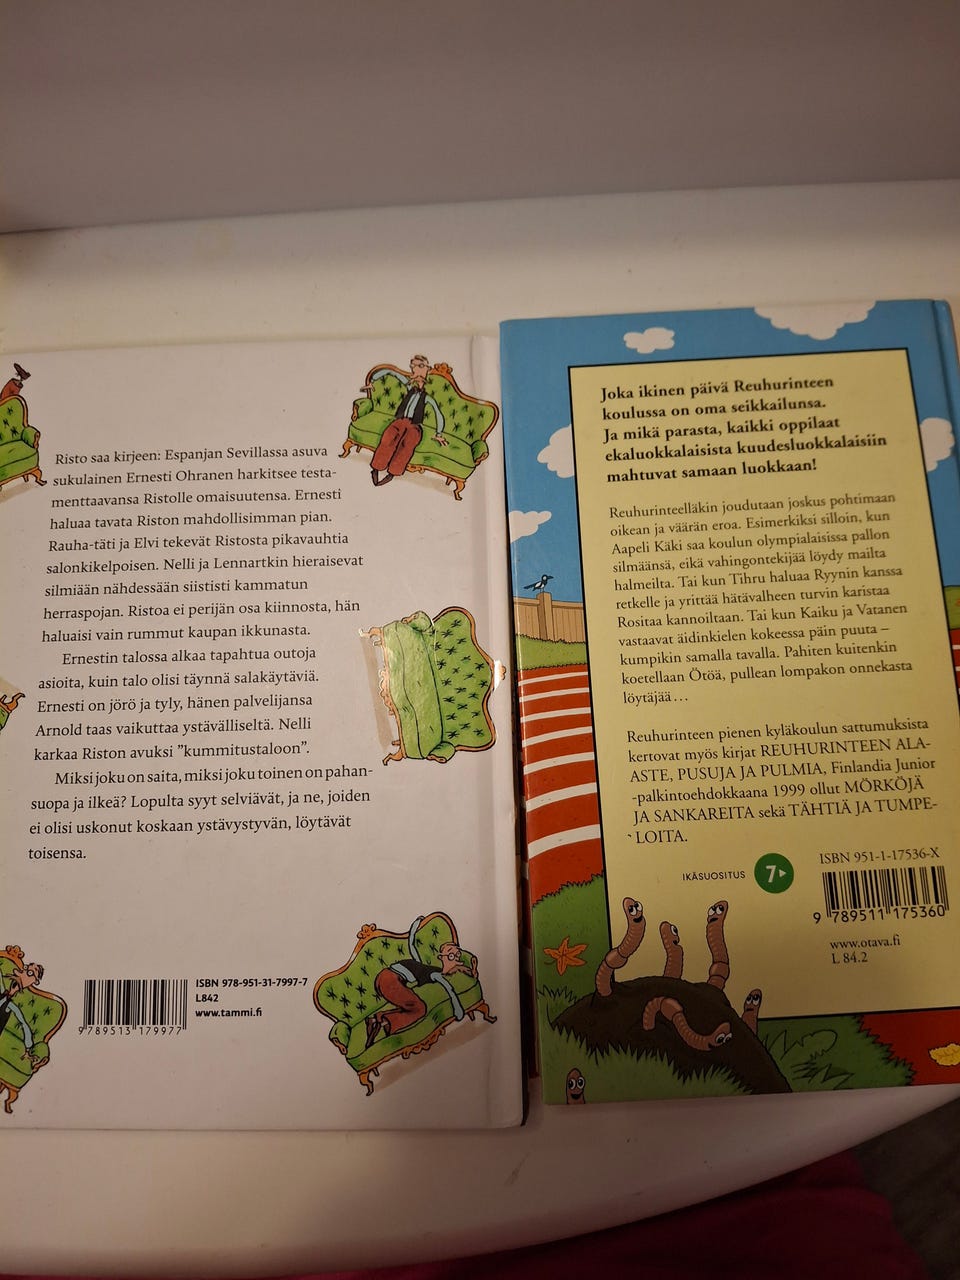 Risto saa kirjeen: Espanjan Sevillassa asuva
sukulainen Ernesti Ohranen harkitsee testa-
menttaavansa Ristolle omaisuutensa. Ernesti
haluaa tavata Riston mahdollisimman pian.
Rauha-täti ja Elvi tekevät Ristosta pikavauhtia
salonkikelpoisen. Nelli ja Lennartkin hieraisevat
silmiään nähdessään siististi kammatun
herraspojan. Ristoa ei perijän osa kiinnosta, hän
haluaisi vain rummut kaupan ikkunasta.
Ernestin talossa alkaa tapahtua outoja
asioita, kuin talo olisi täynnä salakäytäviä.
Ernesti on jörö ja tyly, hänen palvelijansa
Arnold taas vaikuttaa ystävälliseltä. Nelli
karkaa Riston avuksi ”kummitustaloon”.
Miksi joku on saita, miksi joku toinen on pahan-
suopa ja ilkeä? Lopulta syyt selviävät, ja ne, joiden
ei olisi uskonut koskaan ystävystyvän, löytävät
toisensa.
ISBN 978-951-31-7997-7
L842
www.tammi.fi
9 789513 179977
Joka ikinen päivä Reuhurinteen
koulussa on oma seikkailunsa.
Ja mikä parasta, kaikki oppilaat
ekaluokkalaisista kuudesluokkalaisiin
mahtuvat samaan luokkaan!
Reuhurinteelläkin joudutaan joskus pohtimaan
oikean ja väärän eroa. Esimerkiksi silloin, kun
Aapeli Käki saa koulun olympialaisissa pallon
silmäänsä, eikä vahingontekijää löydy mailta
halmeilta. Tai kun Tihru haluaa Ryynin kanssa
retkelle ja yrittää hätävalheen turvin karistaa
Rositaa kannoiltaan. Tai kun Kaiku ja Vatanen
vastaavat äidinkielen kokeessa päin puuta –
kumpikin samalla tavalla. Pahiten kuitenkin
koetellaan Ötöä, pullean lompakon onnekasta
löytäjää...
Reuhurinteen pienen kyläkoulun sattumuksista
kertovat myös kirjat REUHURINTEEN ALA-
ASTE, PUSUJA JA PULMIA, Finlandia Junior
-palkintoehdokkaana 1999 ollut MÖRKÖJÄ
JA SANKAREITA sekä TÄHTIÄ JA TUMPE-
LOITA.
IKÄSUOSITUS 7
ISBN 951-1-17536-X
9 789511 175360
www.otava.fi
L 84.2